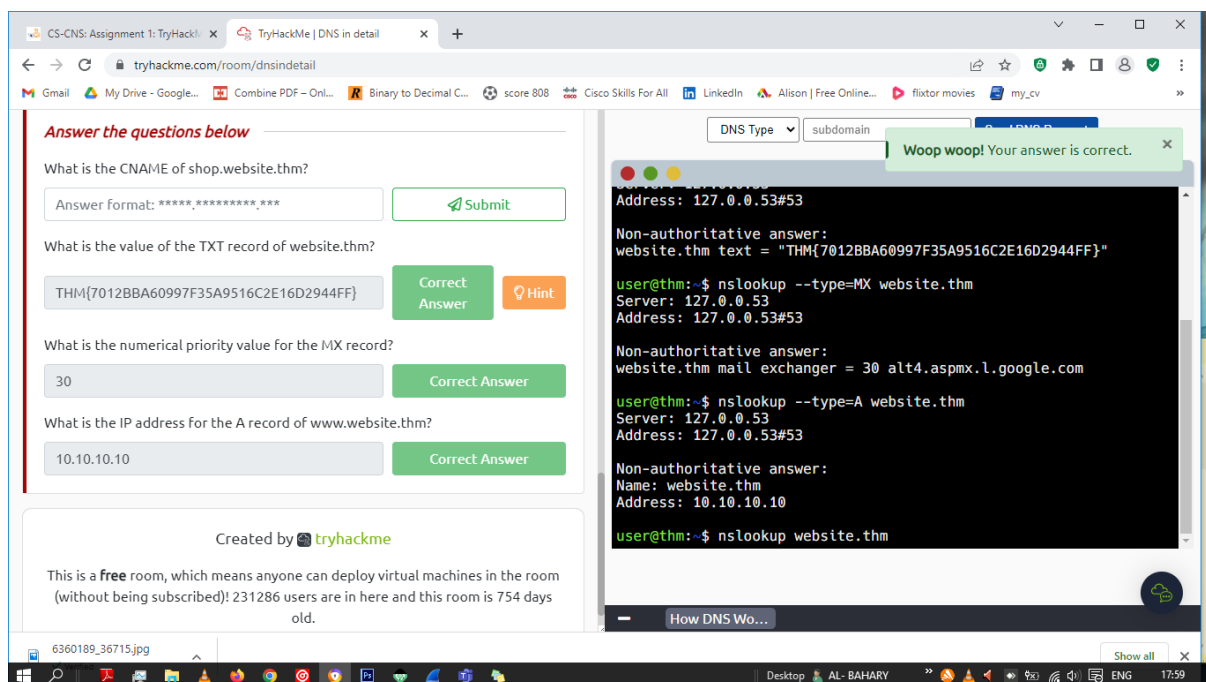 CS-CNS: Assignment 1: TryHackM
TryHackMe | DNS in detail
tryhackme.com/room/dnsindetail
Gmail My Drive - Google... Combine PDF – Onl... Binary to Decimal C... score 808 Cisco Skills For All LinkedIn Alison | Free Online... flixtor movies my_cv »
Answer the questions below
What is the CNAME of shop.website.thm?
Answer format: *****.*********.***
Submit
What is the value of the TXT record of website.thm?
THM{7012BBA60997F35A9516C2E16D2944FF}
Correct
Answer
Hint
What is the numerical priority value for the MX record?
30
Correct Answer
What is the IP address for the A record of www.website.thm?
10.10.10.10
Correct Answer
Created by tryhackme
This is a free room, which means anyone can deploy virtual machines in the room
(without being subscribed)! 231286 users are in here and this room is 754 days
old.
DNS Type
subdomain
Woop woop! Your answer is correct.
Address: 127.0.0.53#53
Non-authoritative answer:
website.thm text = "THM{7012BBA60997F35A9516C2E16D2944FF}"
user@thm:~$ nslookup --type=MX website.thm
Server: 127.0.0.53
Address: 127.0.0.53#53
Non-authoritative answer:
website.thm mail exchanger = 30 alt4.aspmx.l.google.com
user@thm:~$ nslookup --type=A website.thm
Server: 127.0.0.53
Address: 127.0.0.53#53
Non-authoritative answer:
Name: website.thm
Address: 10.10.10.10
user@thm:~$ nslookup website.thm
How DNS Wo...
6360189_36715.jpg
Show all
Desktop AL- BAHARY » ENG 17:59